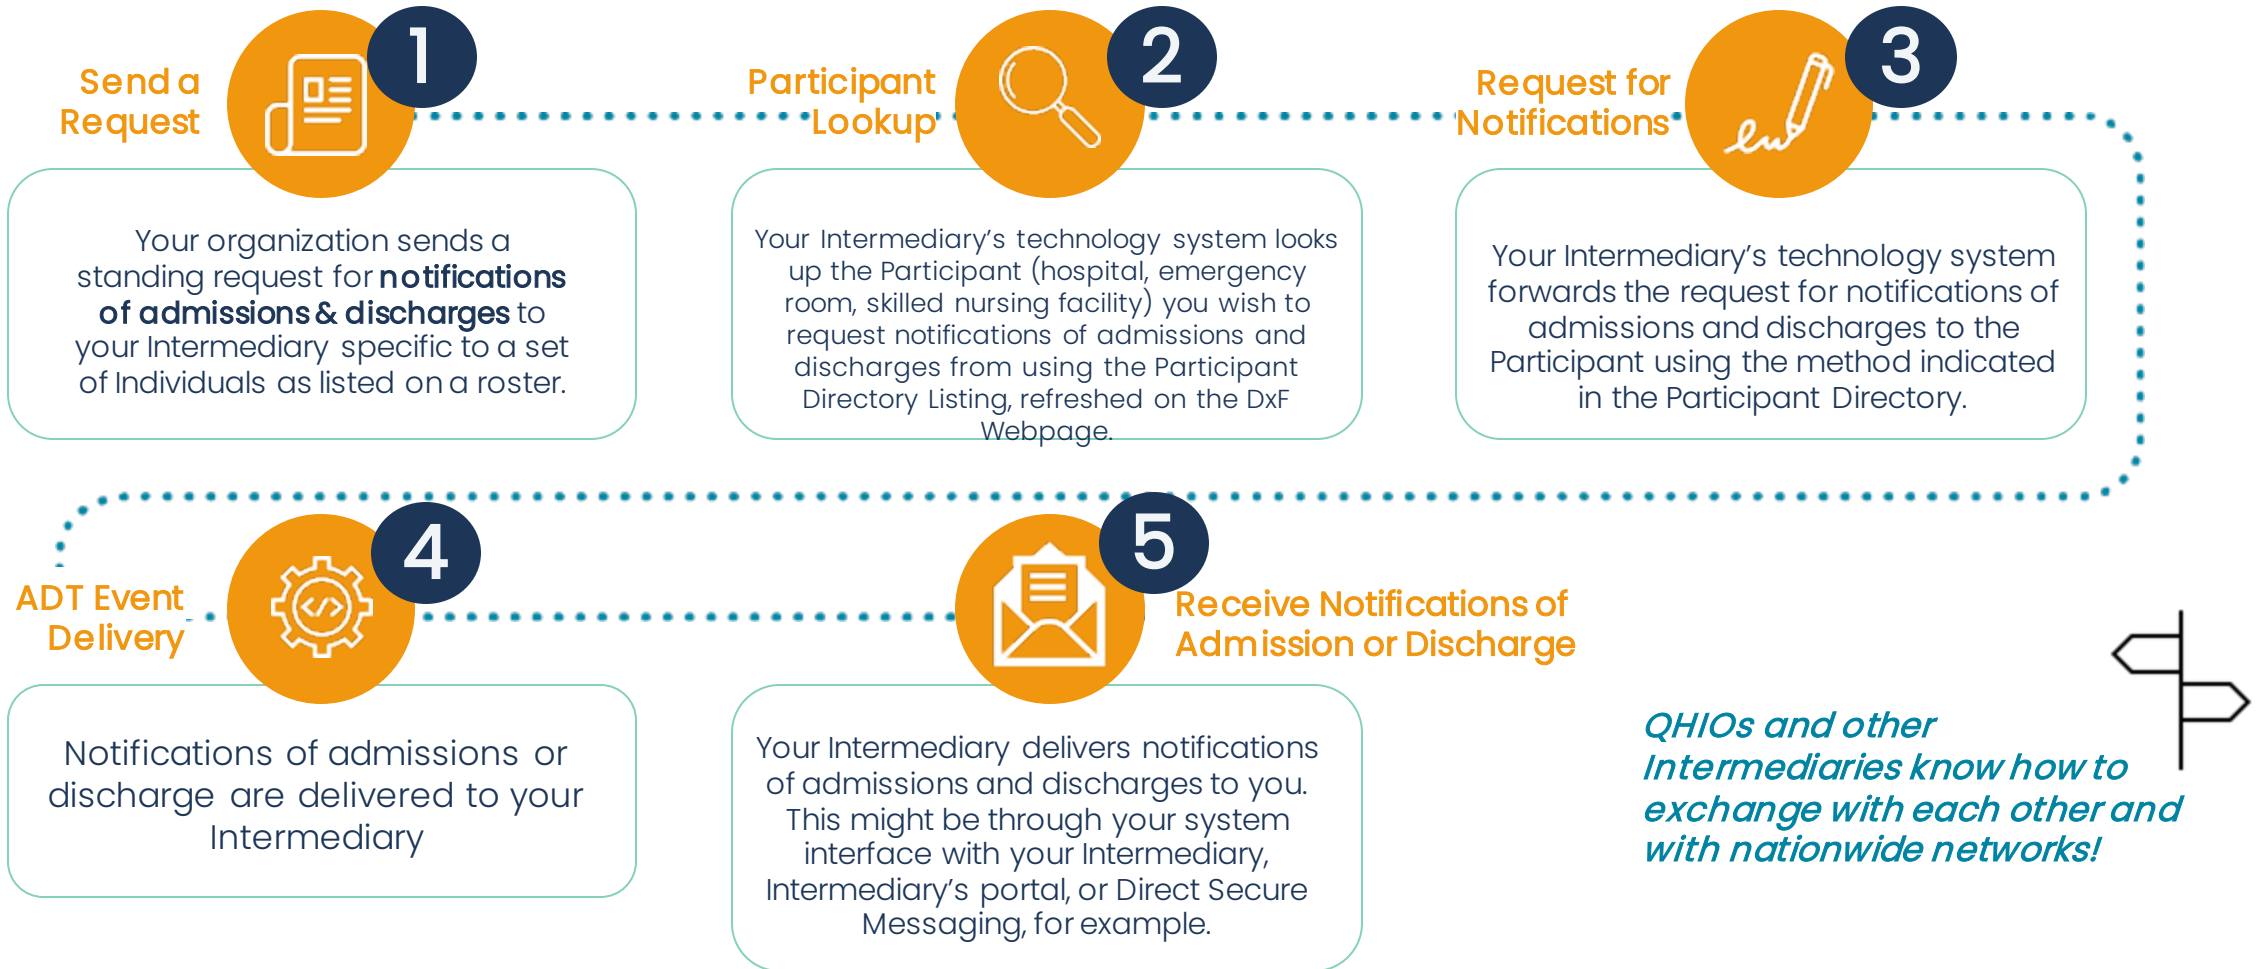 1
Send a
Request
Your organization sends a
standing request for notifications
of admissions & discharges to
your Intermediary specific to a set
of Individuals as listed on a roster.
2
Participant
Lookup
Your Intermediary's technology system looks
up the Participant (hospital, emergency
room, skilled nursing facility) you wish to
request notifications of admissions and
discharges from using the Participant
Directory Listing, refreshed on the DxF
Webpage.
3
Request for
Notifications
Your Intermediary's technology system
forwards the request for notifications of
admissions and discharges to the
Participant using the method indicated
in the Participant Directory.
4
ADT Event
Delivery
Notifications of admissions or
discharge are delivered to your
Intermediary
5
Receive Notifications of
Admission or Discharge
Your Intermediary delivers notifications
of admissions and discharges to you.
This might be through your system
interface with your Intermediary,
Intermediary's portal, or Direct Secure
Messaging, for example.
QHIOs and other
Intermediaries know how to
exchange with each other and
with nationwide networks!